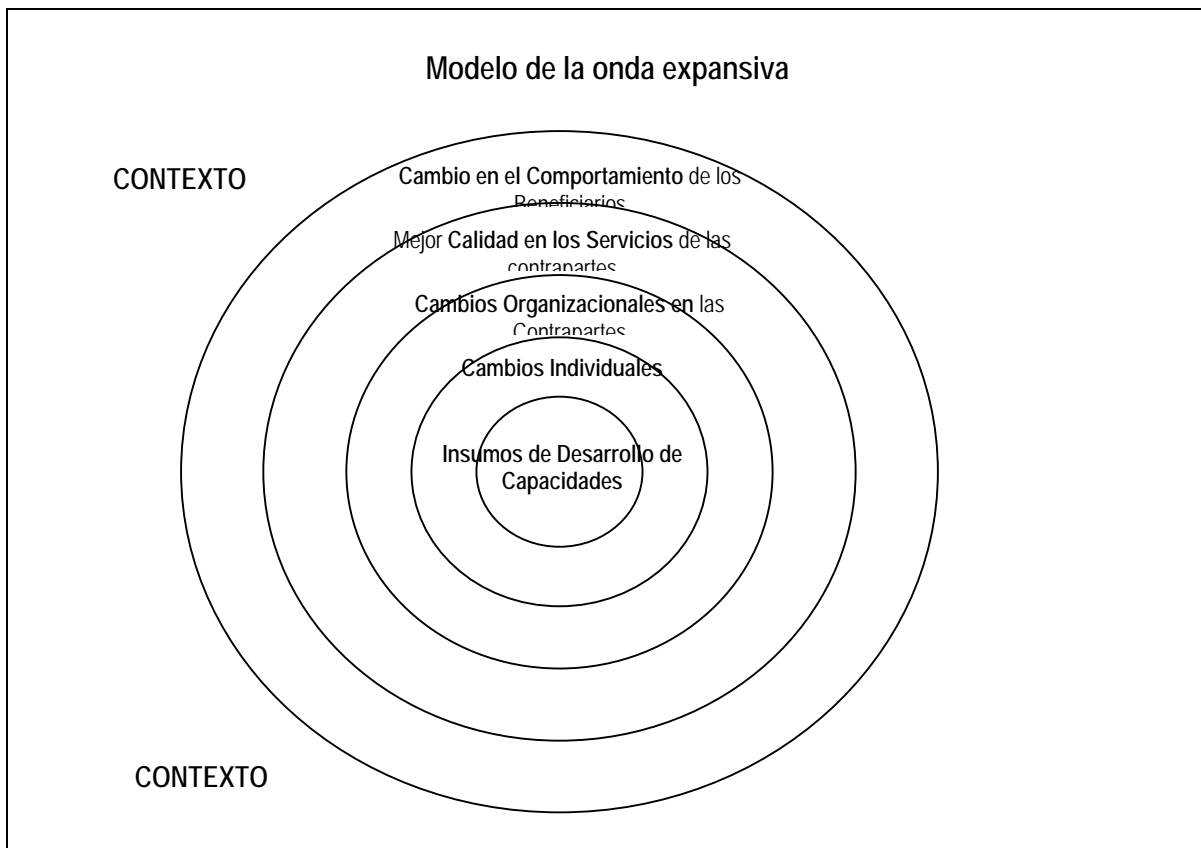 Modelo de la onda expansiva
CONTEXTO
Cambio en el Comportamiento de los
Beneficiarios
Mejor Calidad en los Servicios de las
contrapartes
Cambios Organizacionales en las
Contrapartes
Cambios Individuales
Insumos de Desarrollo de
Capacidades
CONTEXTO